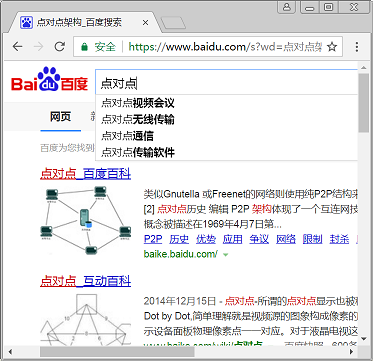 点对点架构_百度搜索
安全 https://www.baidu.com/s?wd=点对点架
Bai du 百度
点对点
点对点视频会议
点对点无线传输
点对点通信
点对点传输软件
网页
百度为您找到
点对点_百度百科
类似Gnutella 或Freenet的网络则使用纯P2P结构来
[2] 点对点历史 编辑 P2P 架构体现了一个互连网技
概念被描述在1969年4月7日第...
P2P 历史 优势 应用 争议 网络 限制 封杀
baike.baidu.com/
点对点_互动百科
2014年12月15日 - 点对点-所谓的点对点显示也被称
Dot by Dot,简单理解就是视频源的图象构成像素的
示设备面板物理像素点一一对应。对于液晶电视这